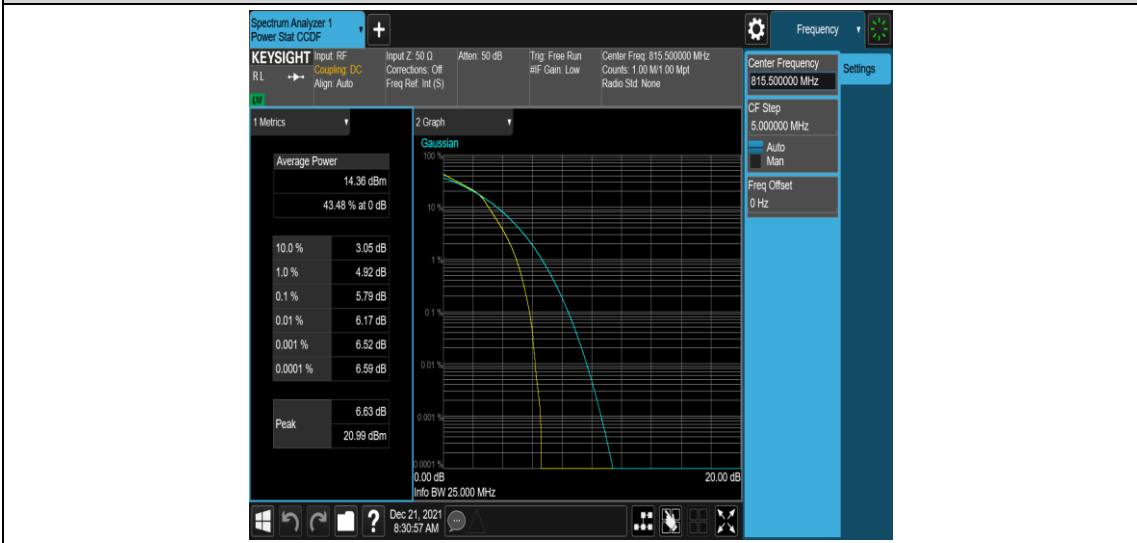 Spectrum Analyzer 1
Power Stat CCDF
+
Frequency
KEYSIGHT
RL
LXI
Input: RF
Coupling: DC
Align: Auto
Input Z: 50 Ω
Corrections: Off
Freq Ref: Int (S)
Atten: 50 dB
Trig: Free Run
#IF Gain: Low
Center Freq: 815.500000 MHz
Counts: 1.00 M/1.00 Mpt
Radio Std: None
Center Frequency
815.500000 MHz
Settings
CF Step
5.000000 MHz
Auto
Man
Freq Offset
0 Hz
1 Metrics
Average Power
14.36 dBm
43.48 % at 0 dB
10.0 % 3.05 dB
1.0 % 4.92 dB
0.1 % 5.79 dB
0.01 % 6.17 dB
0.001 % 6.52 dB
0.0001 % 6.59 dB
Peak
6.63 dB
20.99 dBm
2 Graph
Gaussian
100 %
10 %
1 %
0.1 %
0.01 %
0.001 %
0.0001 %
0.00 dB 20.00 dB
Info BW 25.000 MHz
?
Dec 21, 2021
8:30:57 AM